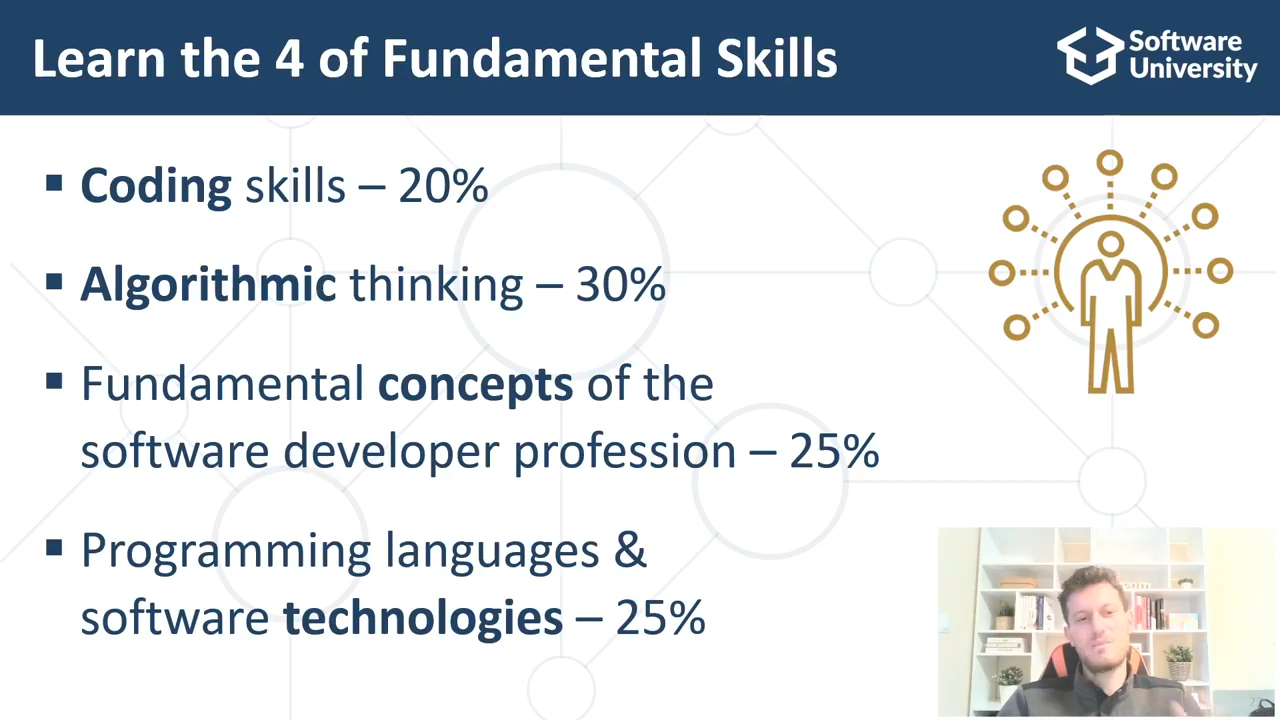 Learn the 4 of Fundamental Skills
Software
University
▪ Coding skills – 20%
▪ Algorithmic thinking – 30%
▪ Fundamental concepts of the
software developer profession – 25%
▪ Programming languages &
software technologies – 25%